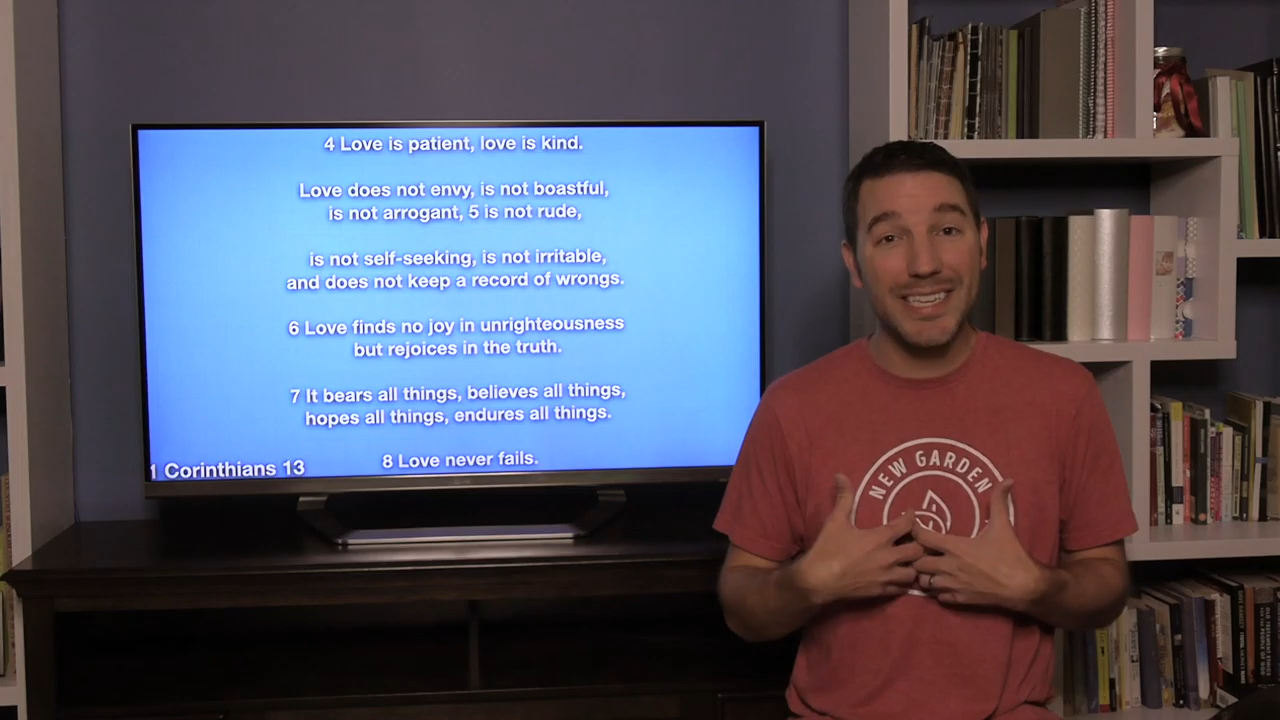 4 Love is patient, love is kind.
Love does not envy, is not boastful,
is not arrogant, 5 is not rude,
is not self-seeking, is not irritable,
and does not keep a record of wrongs.
6 Love finds no joy in unrighteousness
but rejoices in the truth.
7 It bears all things, believes all things,
hopes all things, endures all things.
8 Love never fails.
1 Corinthians 13
NEW GARDEN